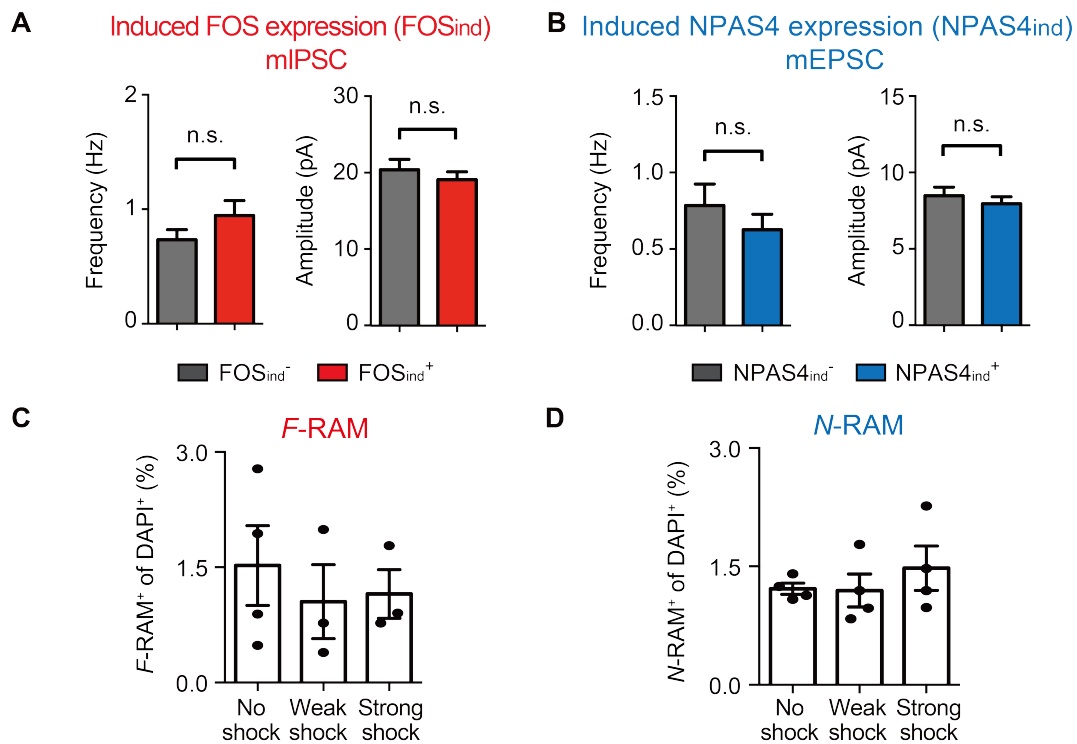 A
Induced FOS expression (FOSind)
mIPSC
Frequency (Hz)
2
1
0
n.s.
Amplitude (pA)
30
20
10
0
n.s.
FOSind-
FOSind+
B
Induced NPAS4 expression (NPAS4ind)
mEPSC
Frequency (Hz)
1.5
1.0
0.5
0.0
n.s.
Amplitude (pA)
15
10
5
0
n.s.
NPAS4ind-
NPAS4ind+
C
F-RAM
F-RAM+ of DAPI+ (%)
3.0
1.5
0.0
No
shock
Weak
shock
Strong
shock
D
N-RAM
N-RAM+ of DAPI+ (%)
3.0
1.5
0.0
No
shock
Weak
shock
Strong
shock